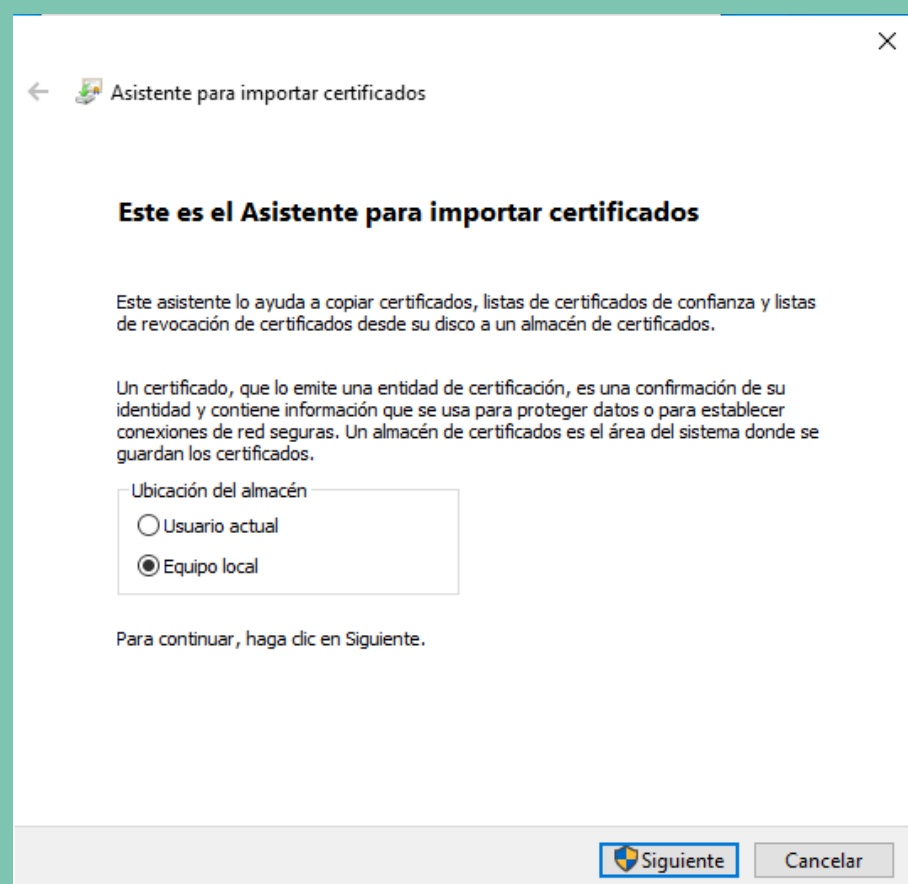 Asistente para importar certificados
Este es el Asistente para importar certificados
Este asistente lo ayuda a copiar certificados, listas de certificados de confianza y listas
de revocación de certificados desde su disco a un almacén de certificados.
Un certificado, que lo emite una entidad de certificación, es una confirmación de su
identidad y contiene información que se usa para proteger datos o para establecer
conexiones de red seguras. Un almacén de certificados es el área del sistema donde se
guardan los certificados.
Ubicación del almacén
Usuario actual
Equipo local
Para continuar, haga clic en Siguiente.
Siguiente
Cancelar